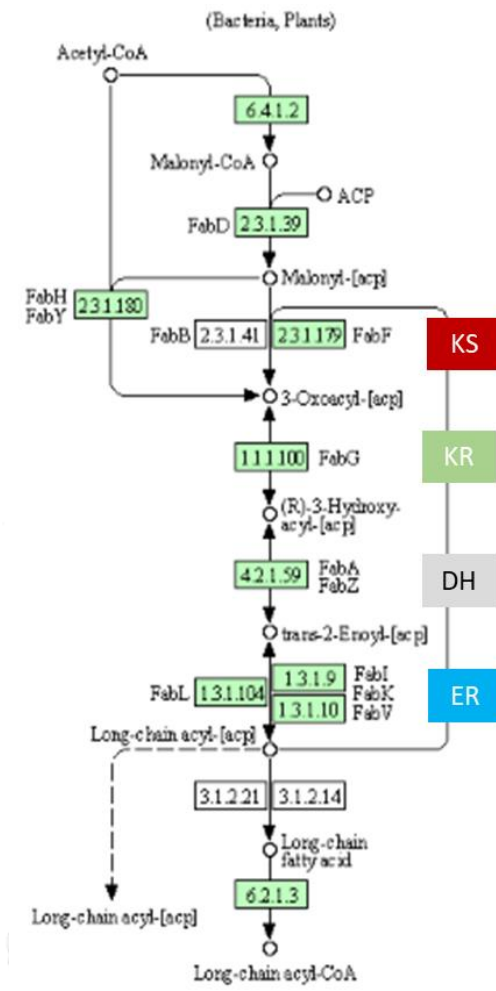 (Bacteria, Plants)
Acetyl-CoA
6.4.1.2
Malonyl-CoA
ACP
FabD 2.3.1.39
Malonyl-[acp]
FabH
FabY
2.3.1.180
FabB 2.3.1.41 2.3.1.179 FabF
KS
3-Oxoacyl-[acp]
1.1.1.100 FabG
KR
(R)-3-Hydroxy-
acyl-[acp]
4.2.1.59
FabA
FabZ
DH
trans-2-Enoyl-[acp]
FabL 1.3.1.104
1.3.1.9 FabI
FabK
1.3.1.10 FabV
ER
Long-chain acyl-[acp]
3.1.2.21 3.1.2.14
Long-chain
fatty acid
6.2.1.3
Long-chain acyl-[acp]
Long-chain acyl-CoA